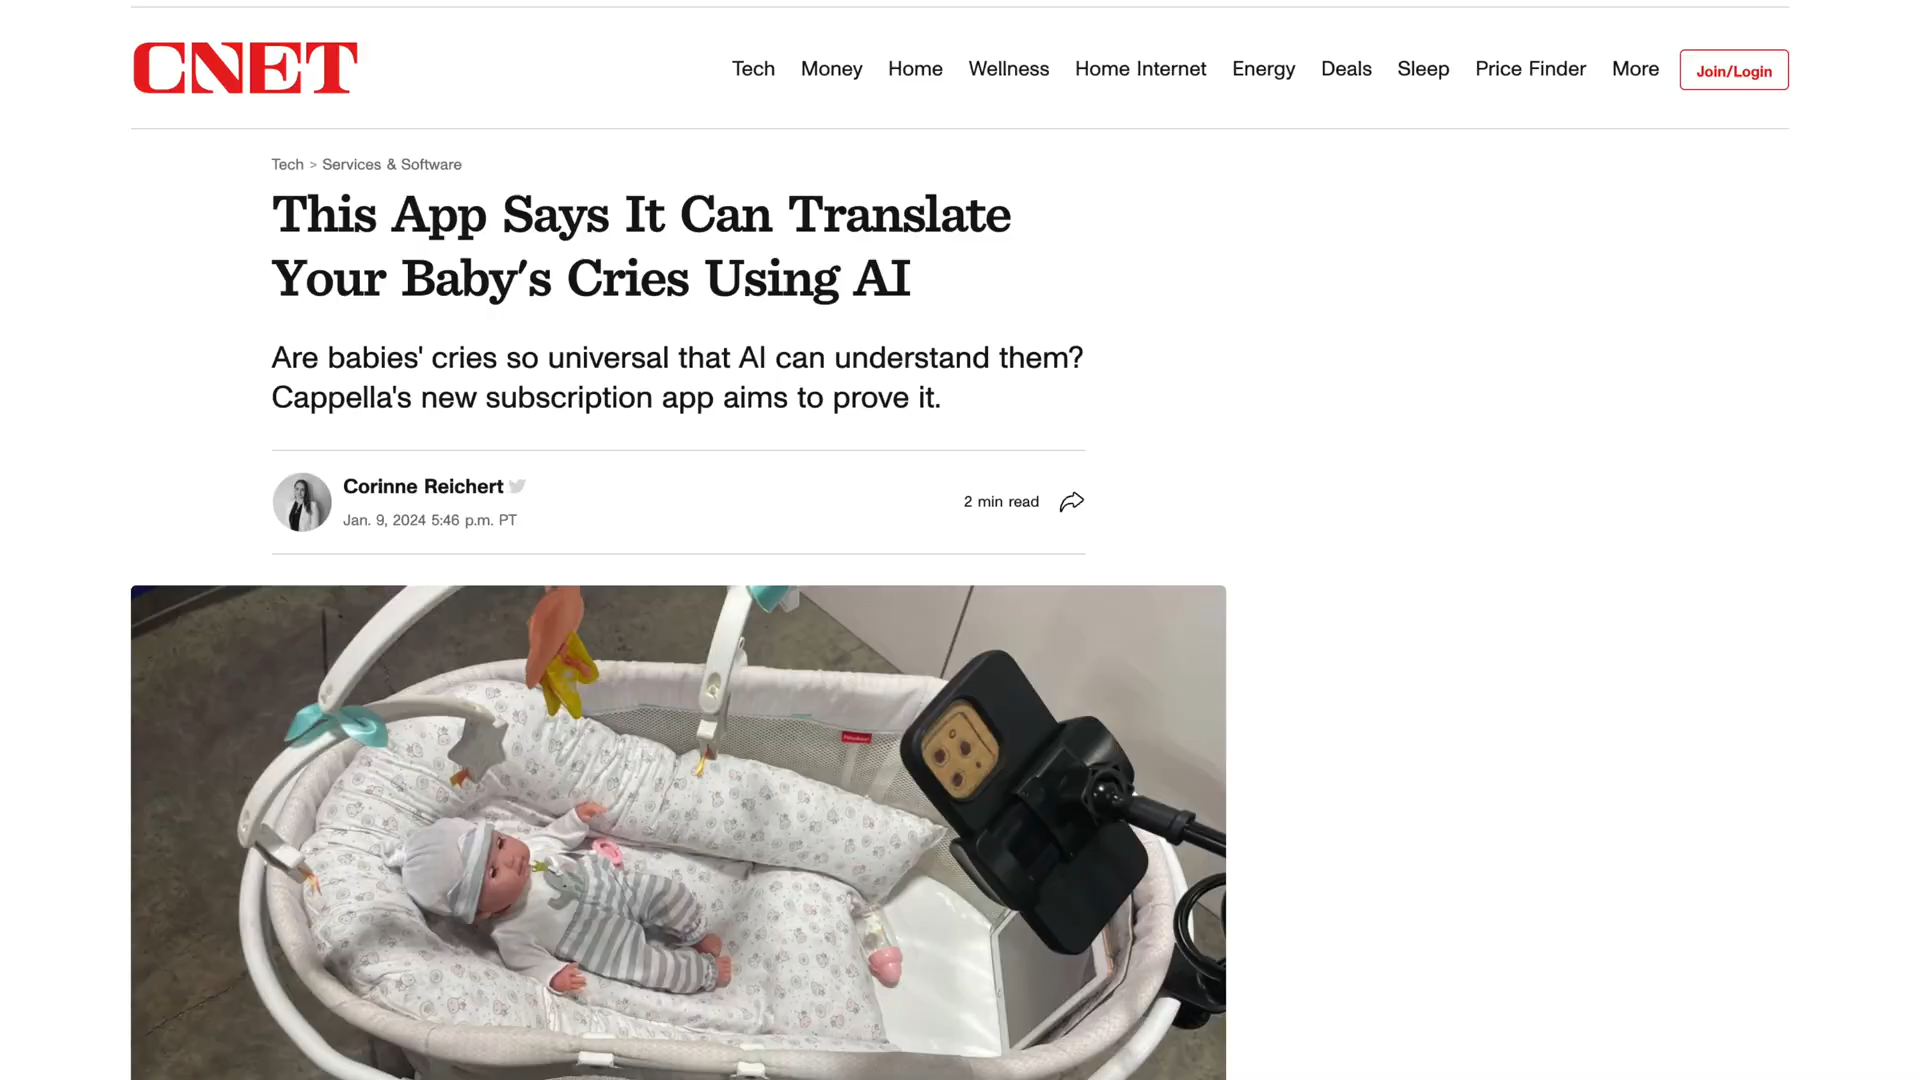 CNET
Tech Money Home Wellness Home Internet Energy Deals Sleep Price Finder More Join/Login
Tech > Services & Software
This App Says It Can Translate
Your Baby's Cries Using AI
Are babies' cries so universal that AI can understand them?
Cappella's new subscription app aims to prove it.
Corinne Reichert
Jan. 9, 2024 5:46 p.m. PT
2 min read